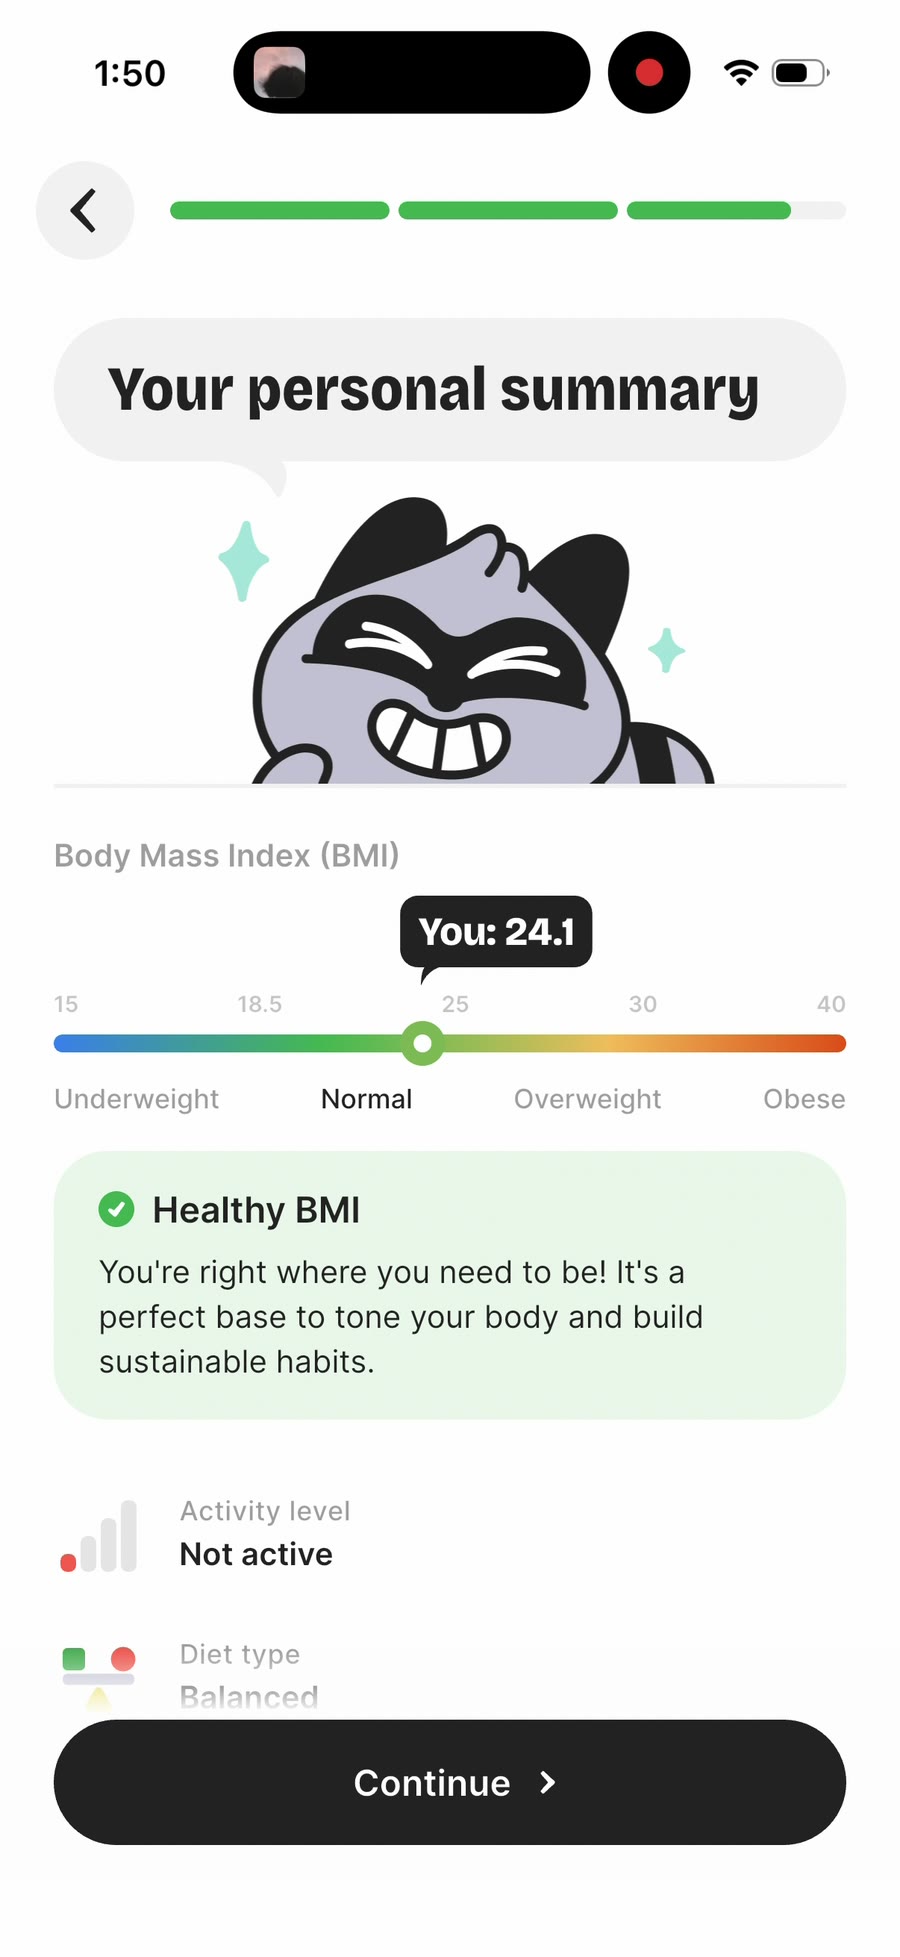 1:50
Your personal summary
Body Mass Index (BMI)
You: 24.1
15 18.5 25 30 40
Underweight Normal Overweight Obese
Healthy BMI
You're right where you need to be! It's a
perfect base to tone your body and build
sustainable habits.
Activity level
Not active
Diet type
Balanced
Continue